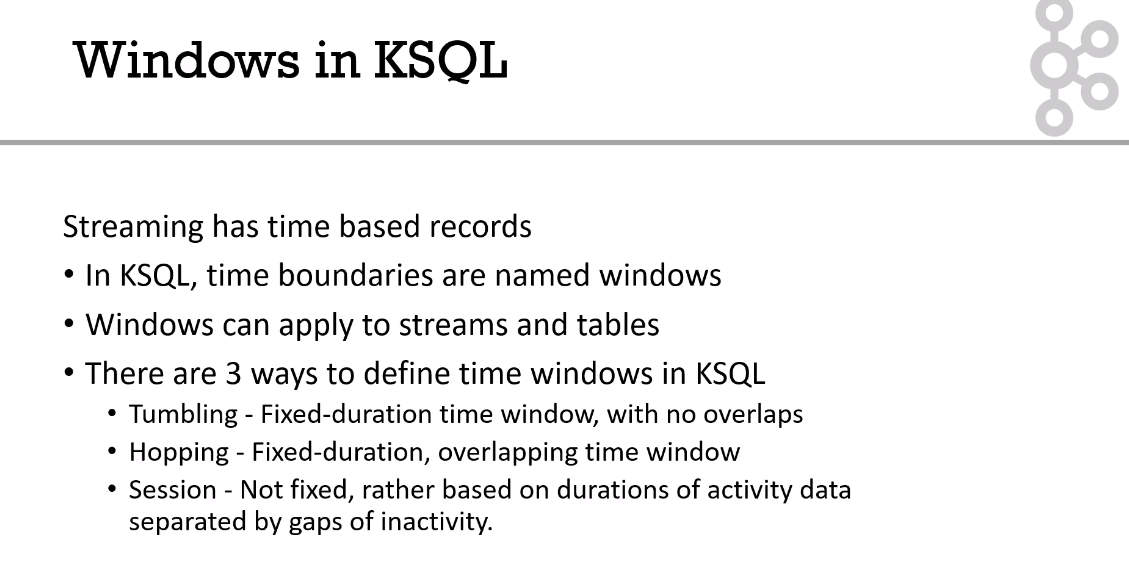 Windows in KSQL
Streaming has time based records
• In KSQL, time boundaries are named windows
• Windows can apply to streams and tables
• There are 3 ways to define time windows in KSQL
• Tumbling - Fixed-duration time window, with no overlaps
• Hopping - Fixed-duration, overlapping time window
• Session - Not fixed, rather based on durations of activity data
separated by gaps of inactivity.